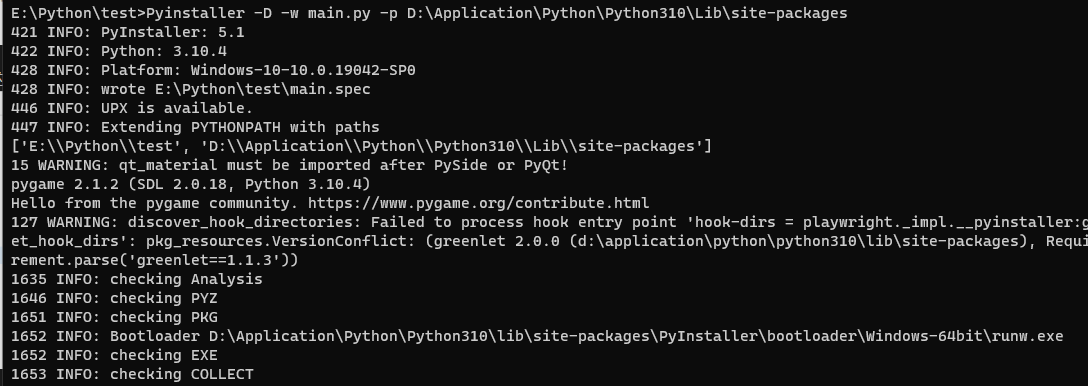 E:\Python\test>Pyinstaller -D -w main.py -p D:\Application\Python\Python310\Lib\site-packages
421 INFO: PyInstaller: 5.1
422 INFO: Python: 3.10.4
428 INFO: Platform: Windows-10-10.0.19042-SP0
428 INFO: wrote E:\Python\test\main.spec
446 INFO: UPX is available.
447 INFO: Extending PYTHONPATH with paths
['E:\\Python\\test', 'D:\\Application\\Python\\Python310\\Lib\\site-packages']
15 WARNING: qt_material must be imported after PySide or PyQt!
pygame 2.1.2 (SDL 2.0.18, Python 3.10.4)
Hello from the pygame community. https://www.pygame.org/contribute.html
127 WARNING: discover_hook_directories: Failed to process hook entry point 'hook-dirs = playwright._impl.__pyinstaller:g
et_hook_dirs': pkg_resources.VersionConflict: (greenlet 2.0.0 (d:\application\python\python310\lib\site-packages), Requi
rement.parse('greenlet==1.1.3'))
1635 INFO: checking Analysis
1646 INFO: checking PYZ
1651 INFO: checking PKG
1652 INFO: Bootloader D:\Application\Python\Python310\lib\site-packages\PyInstaller\bootloader\Windows-64bit\runw.exe
1652 INFO: checking EXE
1653 INFO: checking COLLECT